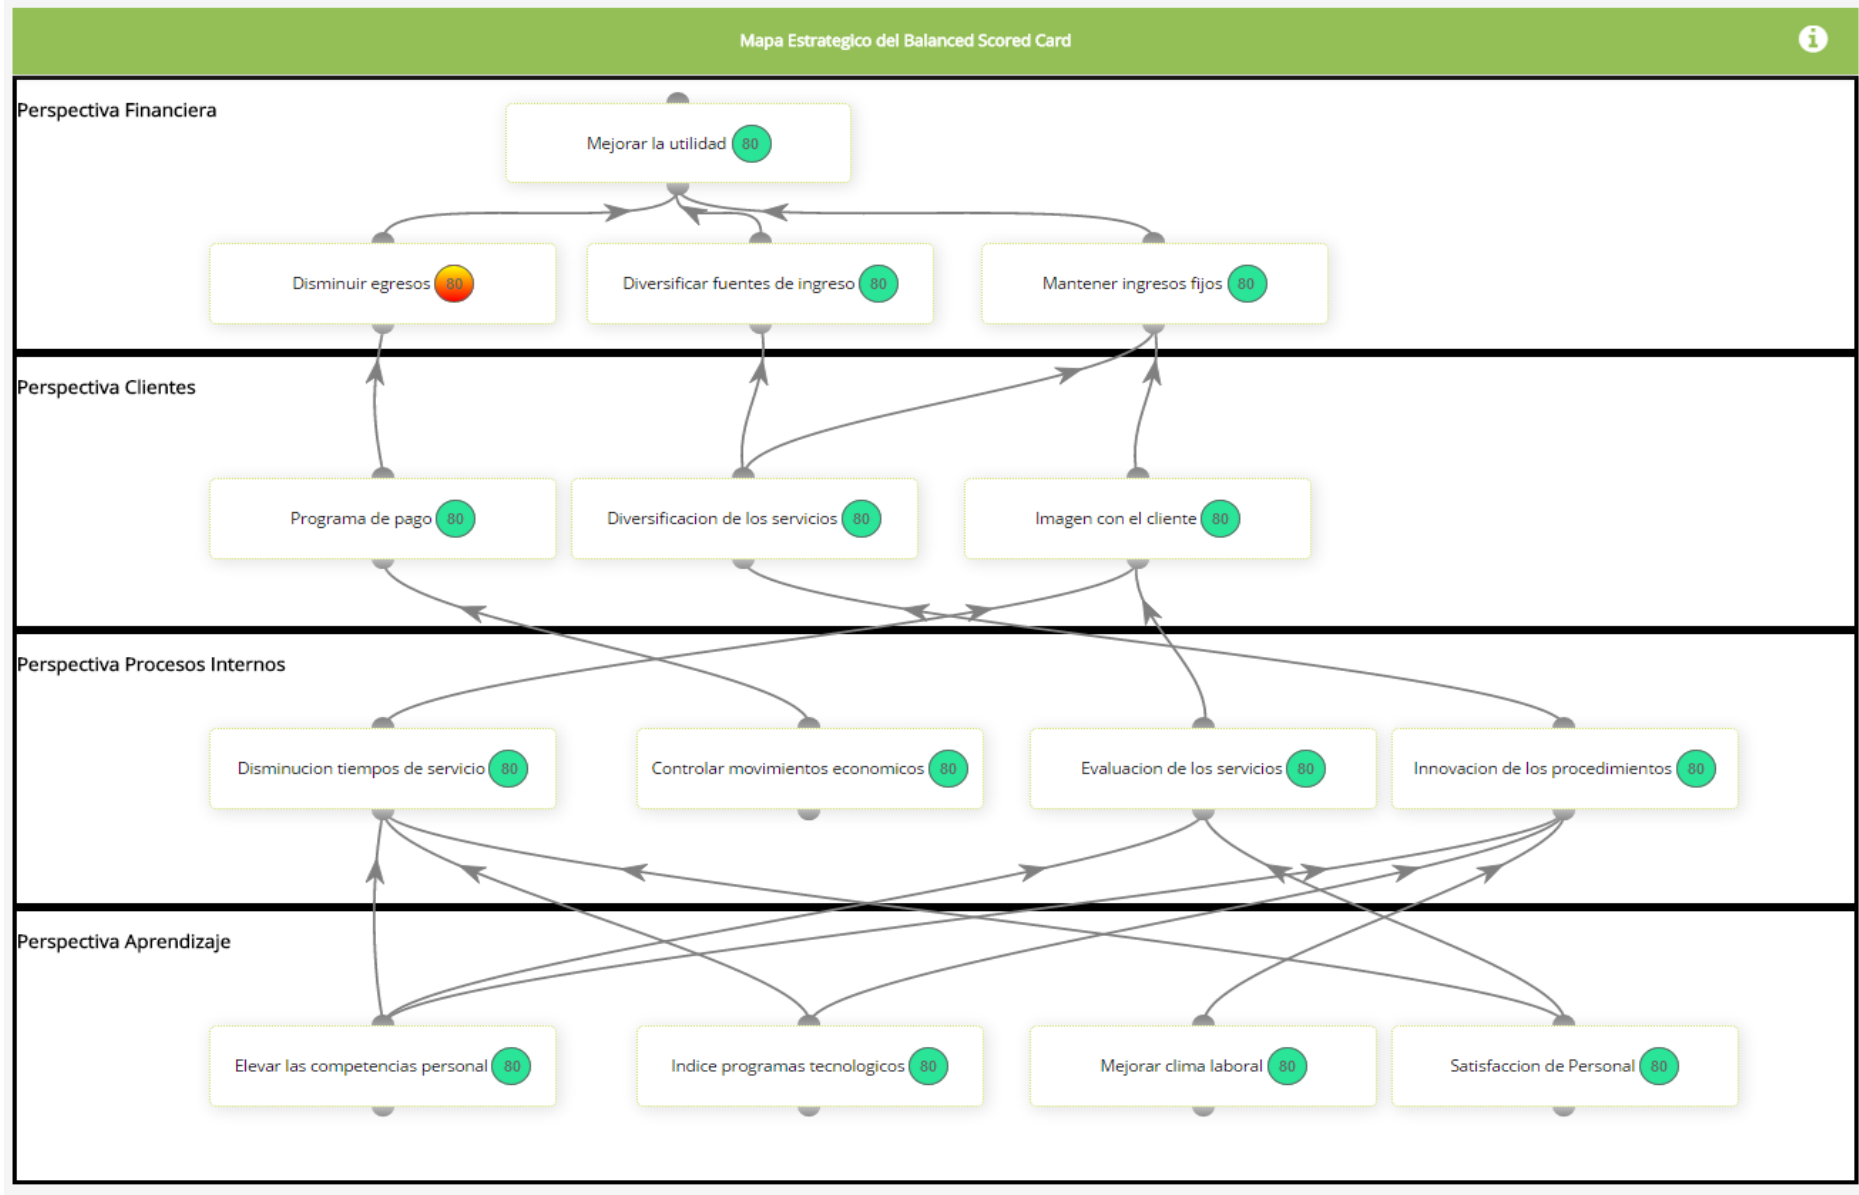 Mapa Estrategico del Balanced Scored Card
Perspectiva Financiera
Mejorar la utilidad 80
Disminuir egresos 80
Diversificar fuentes de ingreso 80
Mantener ingresos fijos 80
Perspectiva Clientes
Programa de pago 80
Diversificacion de los servicios 80
Imagen con el cliente 80
Perspectiva Procesos Internos
Disminucion tiempos de servicio 80
Controlar movimientos economicos 80
Evaluacion de los servicios 80
Innovacion de los procedimientos 80
Perspectiva Aprendizaje
Elevar las competencias personal 80
Indice programas tecnologicos 80
Mejorar clima laboral 80
Satisfaccion de Personal 80